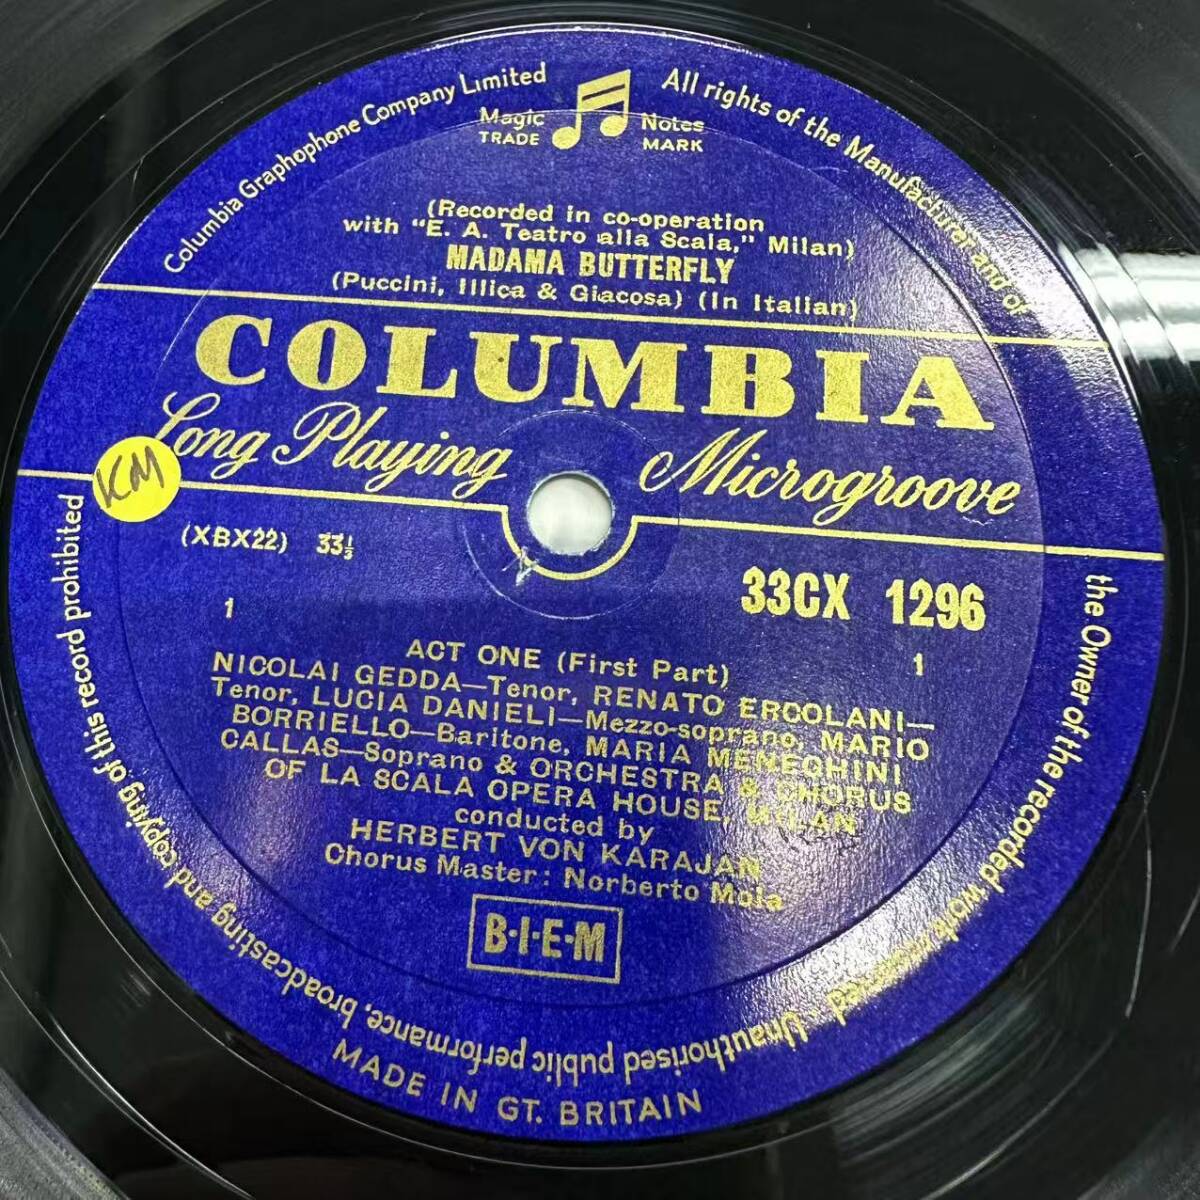 Columbia Graphophone Company Limited
All rights of the Manufacturer and of the Owner of the recorded work reserved. Unauthorised public performance, broadcasting and copying of this record prohibited
Magic Notes
TRADE MARK
(Recorded in co-operation
with "E. A. Teatro alla Scala," Milan)
MADAMA BUTTERFLY
(Puccini, Illica & Giacosa) (In Italian)
COLUMBIA
Long Playing Microgroove
KM
(XBX22) 33⅓
33CX 1296
1 1
ACT ONE (First Part)
NICOLAI GEDDA—Tenor, RENATO ERCOLANI—
Tenor, LUCIA DANIELI—Mezzo-soprano, MARIO
BORRIELLO—Baritone, MARIA MENEGHINI
CALLAS—Soprano & ORCHESTRA & CHORUS
OF LA SCALA OPERA HOUSE, MILAN
conducted by
HERBERT VON KARAJAN
Chorus Master: Norberto Mola
B·I·E·M
MADE IN GT. BRITAIN